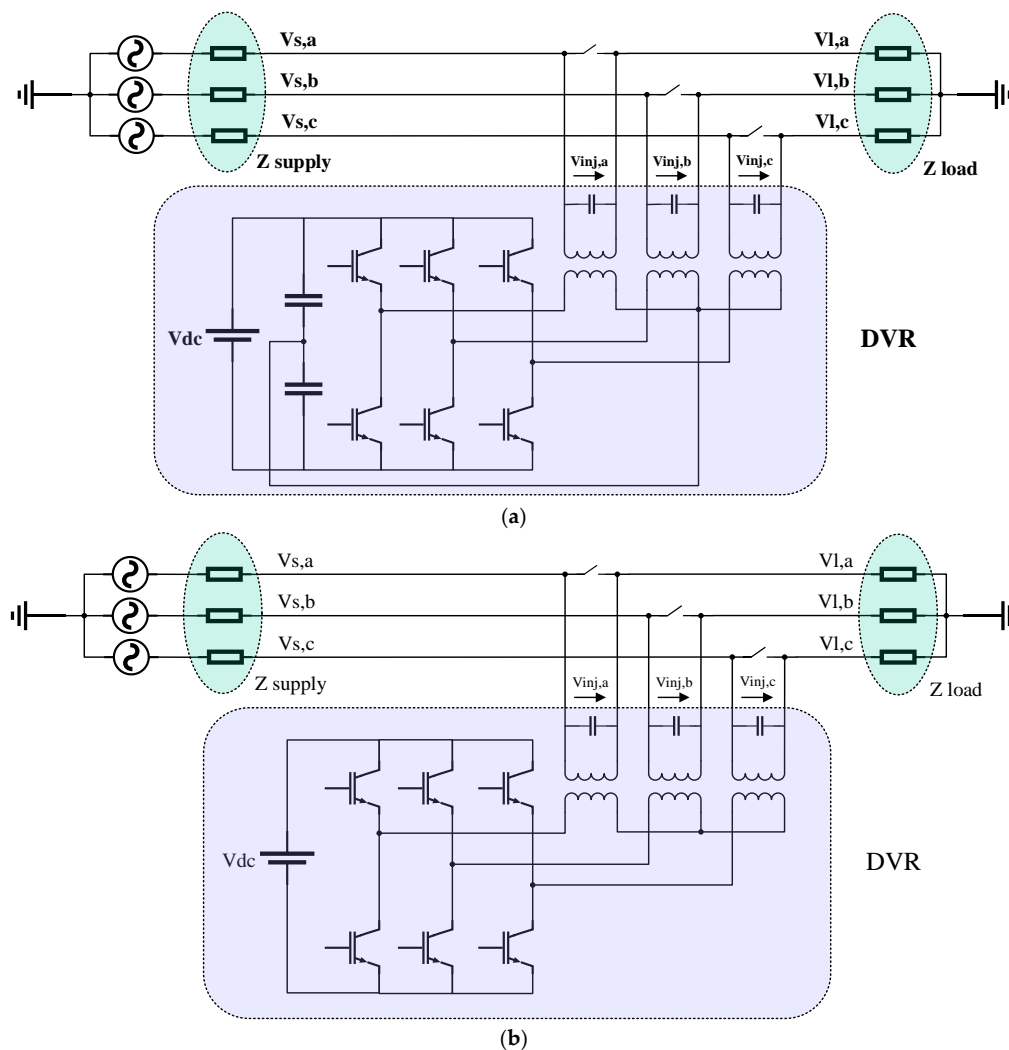 Vs,a
Vl,a
Vs,b
Vl,b
Vs,c
Vl,c
Z supply
Z load
Vinj,a
Vinj,b
Vinj,c
Vdc
DVR
(a)
Vs,a
Vl,a
Vs,b
Vl,b
Vs,c
Vl,c
Z supply
Z load
Vinj,a
Vinj,b
Vinj,c
Vdc
DVR
(b)